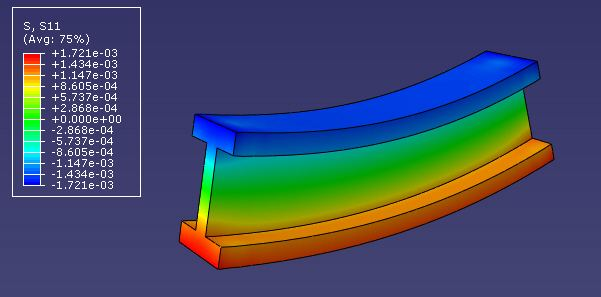 S, S11
(Avg: 75%)
+1.721e-03
+1.434e-03
+1.147e-03
+8.605e-04
+5.737e-04
+2.868e-04
+0.000e+00
-2.868e-04
-5.737e-04
-8.605e-04
-1.147e-03
-1.434e-03
-1.721e-03